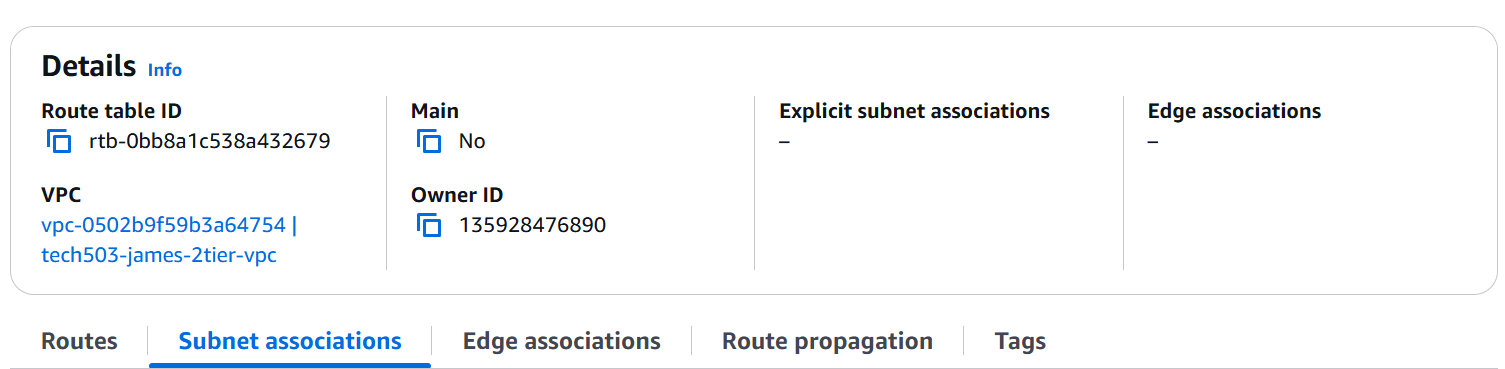 Details Info
Route table ID
rtb-0bb8a1c538a432679
Main
No
Explicit subnet associations
–
Edge associations
–
VPC
vpc-0502b9f59b3a64754 |
tech503-james-2tier-vpc
Owner ID
135928476890
Routes
Subnet associations
Edge associations
Route propagation
Tags